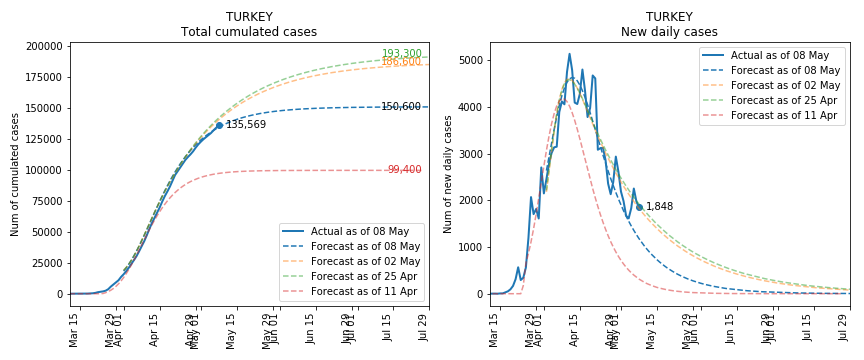 TURKEY
Total cumulated cases
Num of cumulated cases
200000
175000
150000
125000
100000
75000
50000
25000
0
193,300
186,600
150,600
135,569
99,400
Actual as of 08 May
Forecast as of 08 May
Forecast as of 02 May
Forecast as of 25 Apr
Forecast as of 11 Apr
Mar 15
Mar 29
Apr 01
Apr 15
Apr 29
May 01
May 15
May 29
Jun 01
Jun 15
Jun 29
Jul 01
Jul 15
Jul 29
TURKEY
New daily cases
Num of new daily cases
5000
4000
3000
2000
1000
0
1,848
Actual as of 08 May
Forecast as of 08 May
Forecast as of 02 May
Forecast as of 25 Apr
Forecast as of 11 Apr
Mar 15
Mar 29
Apr 01
Apr 15
Apr 29
May 01
May 15
May 29
Jun 01
Jun 15
Jun 29
Jul 01
Jul 15
Jul 29